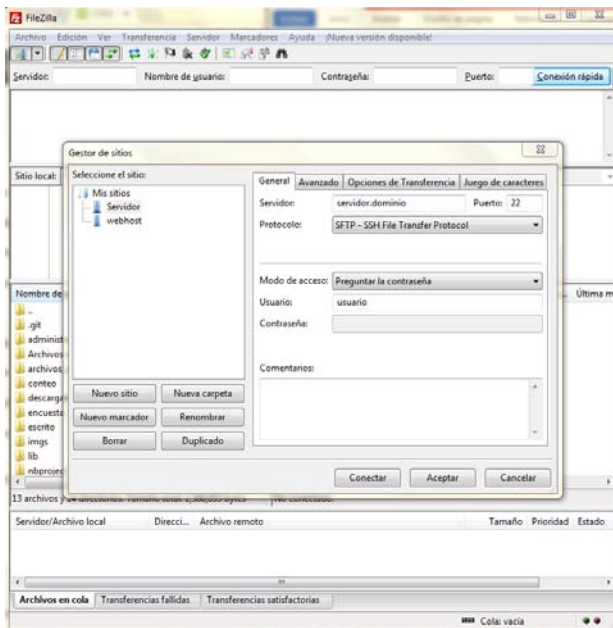 FileZilla
Archivo Edición Ver Transferencia Servidor Marcadores Ayuda ¡Nueva versión disponible!
Servidor: Nombre de usuario: Contraseña: Puerto: Conexión rápida
Gestor de sitios
Sitio local:
Seleccione el sitio:
Mis sitios
Servidor
webhost
General Avanzado Opciones de Transferencia Juego de caracteres
Servidor: servidor.dominio Puerto: 22
Protocolo: SFTP - SSH File Transfer Protocol
Modo de acceso: Preguntar la contraseña
Usuario: usuario
Contraseña:
Comentarios:
Nombre de
Última m
..
.git
administ
Archivos
archivos
conteo
descarga
encuesta
escrito
imgs
lib
nbprojec
Nuevo sitio Nueva carpeta
Nuevo marcador Renombrar
Borrar Duplicado
Conectar Aceptar Cancelar
13 archivos y
No conectado.
Servidor/Archivo local Direcci... Archivo remoto Tamaño Prioridad Estado
Archivos en cola Transferencias fallidas Transferencias satisfactorias
Cola: vacía